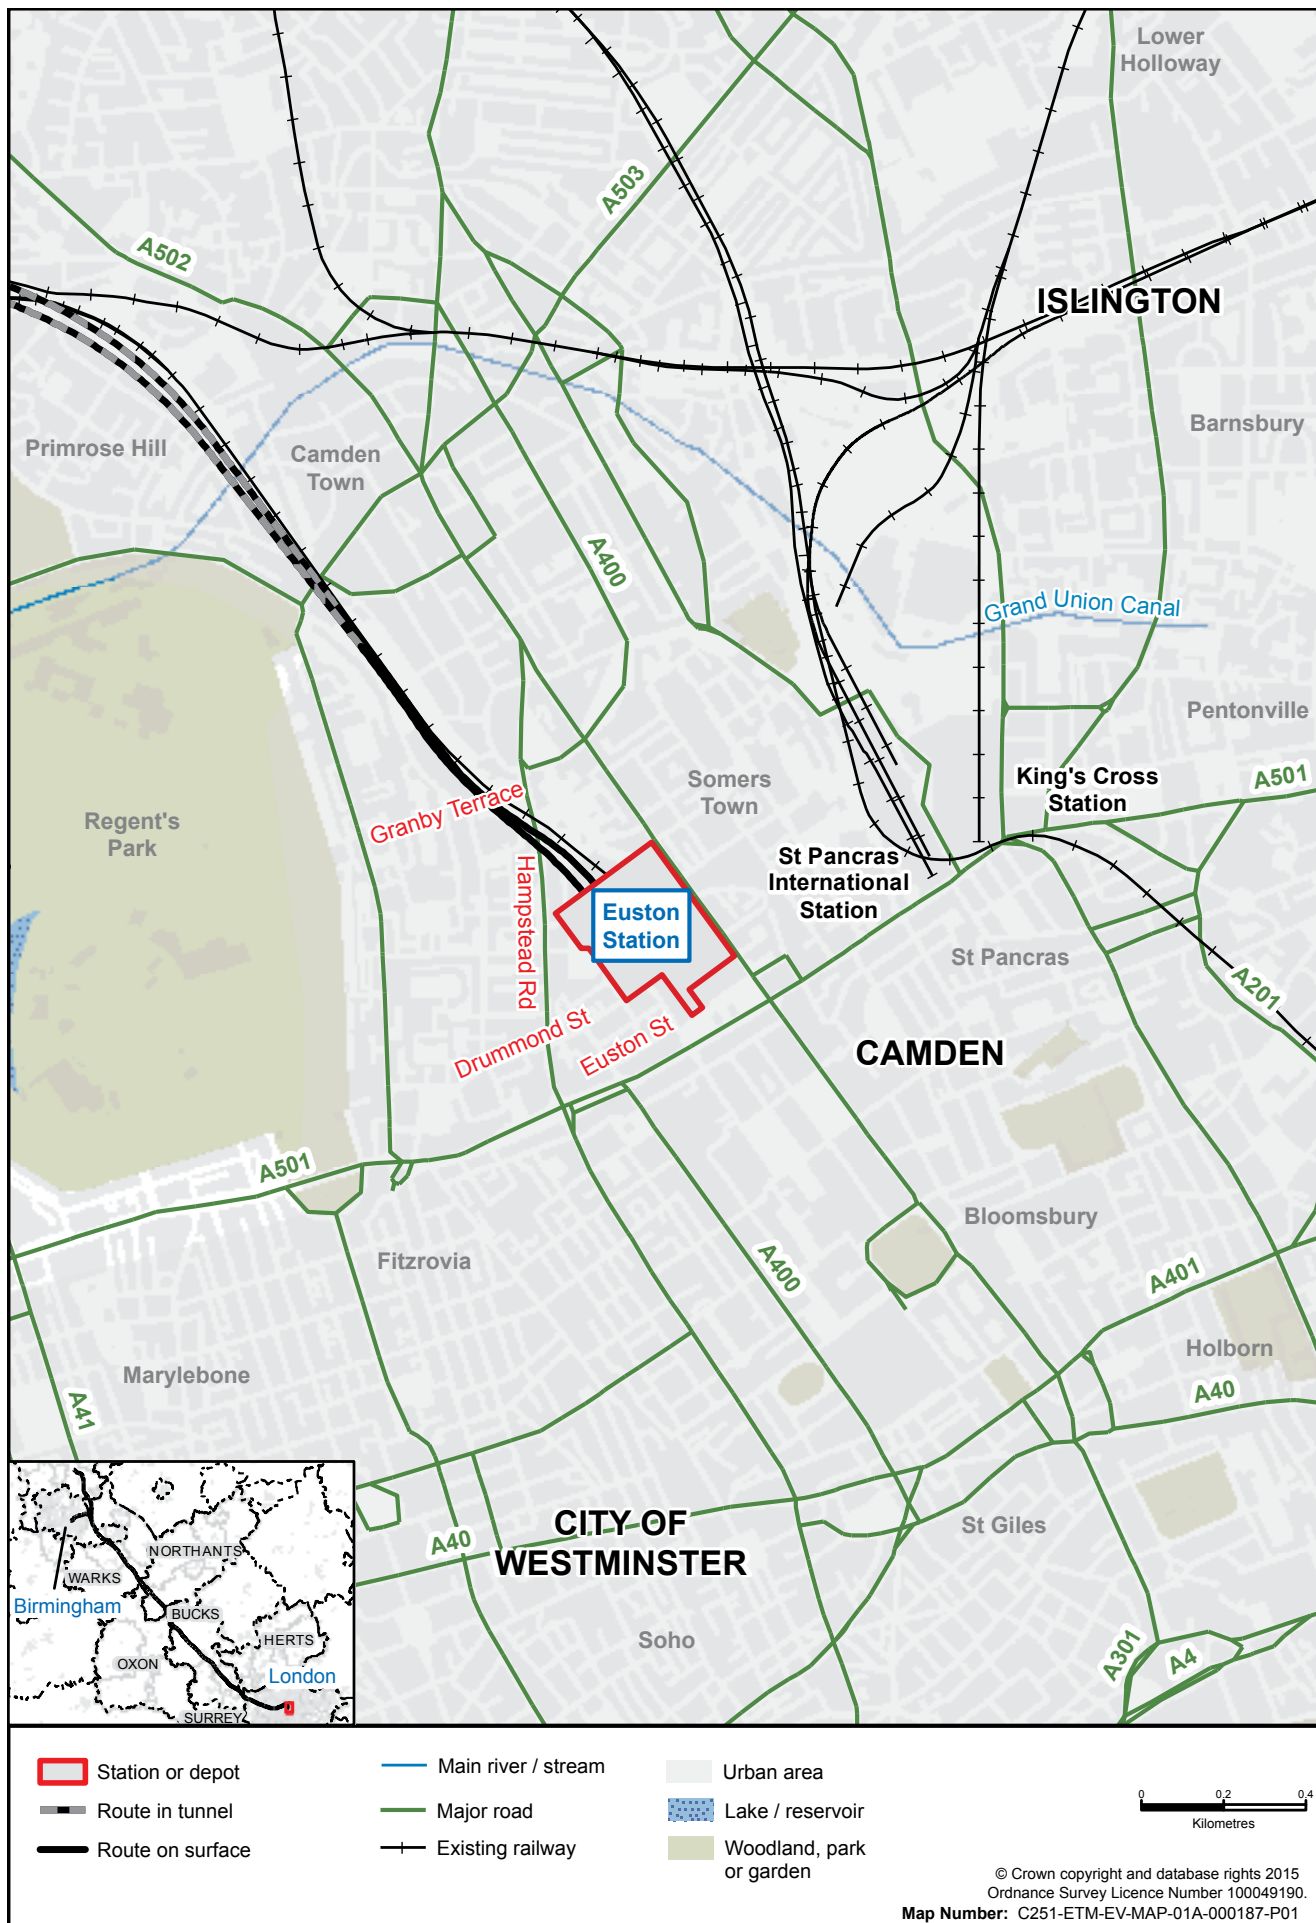 Lower
Holloway
A503
A502
ISLINGTON
Barnsbury
Primrose Hill
Camden
Town
A400
Grand Union Canal
Pentonville
Somers
Town
King's Cross
Station
A501
Granby Terrace
Regent's
Park
St Pancras
International
Station
Hampstead Rd
Euston
Station
St Pancras
A201
Drummond St
Euston St
CAMDEN
A501
Bloomsbury
Fitzrovia
A400
A401
Holborn
Marylebone
A40
A41
CITY OF
WESTMINSTER
A40
St Giles
Soho
A301
A4
NORTHANTS
WARKS
Birmingham
BUCKS
HERTS
OXON
London
SURREY
Station or depot
Route in tunnel
Route on surface
Main river / stream
Major road
Existing railway
Urban area
Lake / reservoir
Woodland, park
or garden
0 0.2 0.4
Kilometres
© Crown copyright and database rights 2015
Ordnance Survey Licence Number 100049190.
Map Number: C251-ETM-EV-MAP-01A-000187-P01